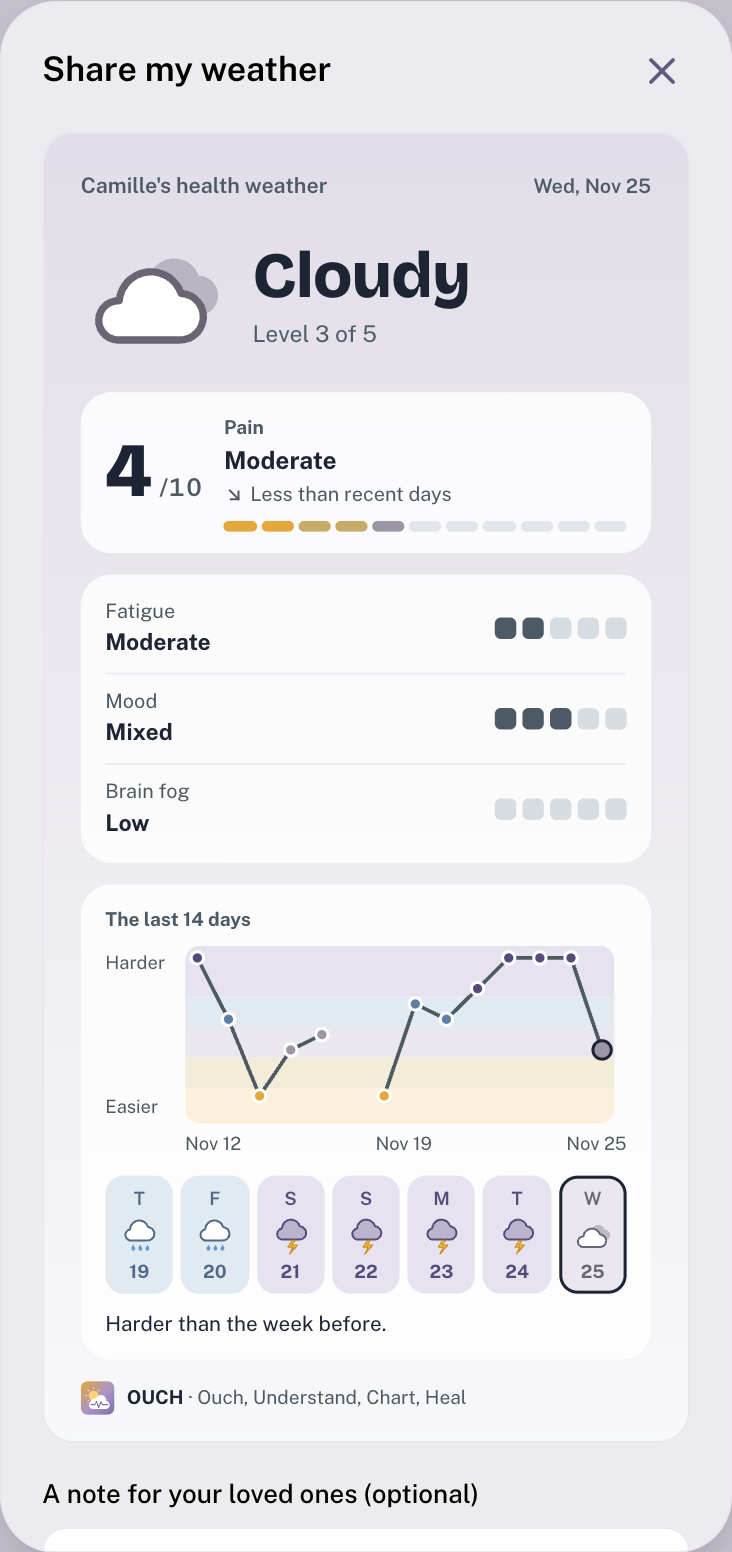 Share my weather
Camille's health weather
Wed, Nov 25
Cloudy
Level 3 of 5
4 /10
Pain
Moderate
↘ Less than recent days
Fatigue
Moderate
Mood
Mixed
Brain fog
Low
The last 14 days
Harder
Easier
Nov 12 Nov 19 Nov 25
T F S S M T W
19 20 21 22 23 24 25
Harder than the week before.
OUCH · Ouch, Understand, Chart, Heal
A note for your loved ones (optional)